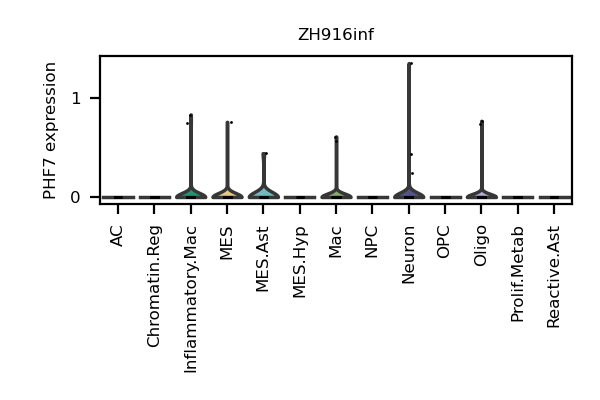 ZH916inf
PHF7 expression
1
0
AC
Chromatin.Reg
Inflammatory.Mac
MES
MES.Ast
MES.Hyp
Mac
NPC
Neuron
OPC
Oligo
Prolif.Metab
Reactive.Ast